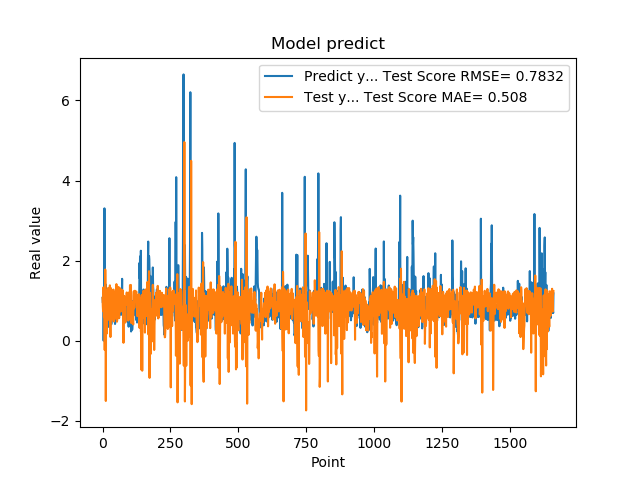 Model predict
Predict y... Test Score RMSE= 0.7832
Test y... Test Score MAE= 0.508
Real value
6
4
2
0
−2
0 250 500 750 1000 1250 1500
Point